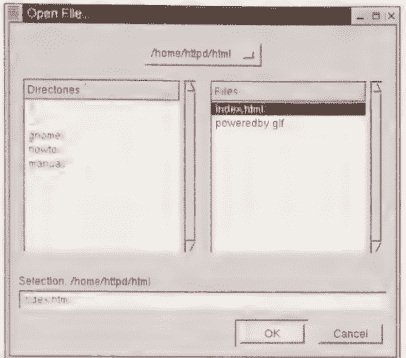 Open File...
/home/httpd/html
Directories
Files
index.html
poweredby.gif
gnome
howto
manual
Selection: /home/httpd/html
index.html
OK
Cancel